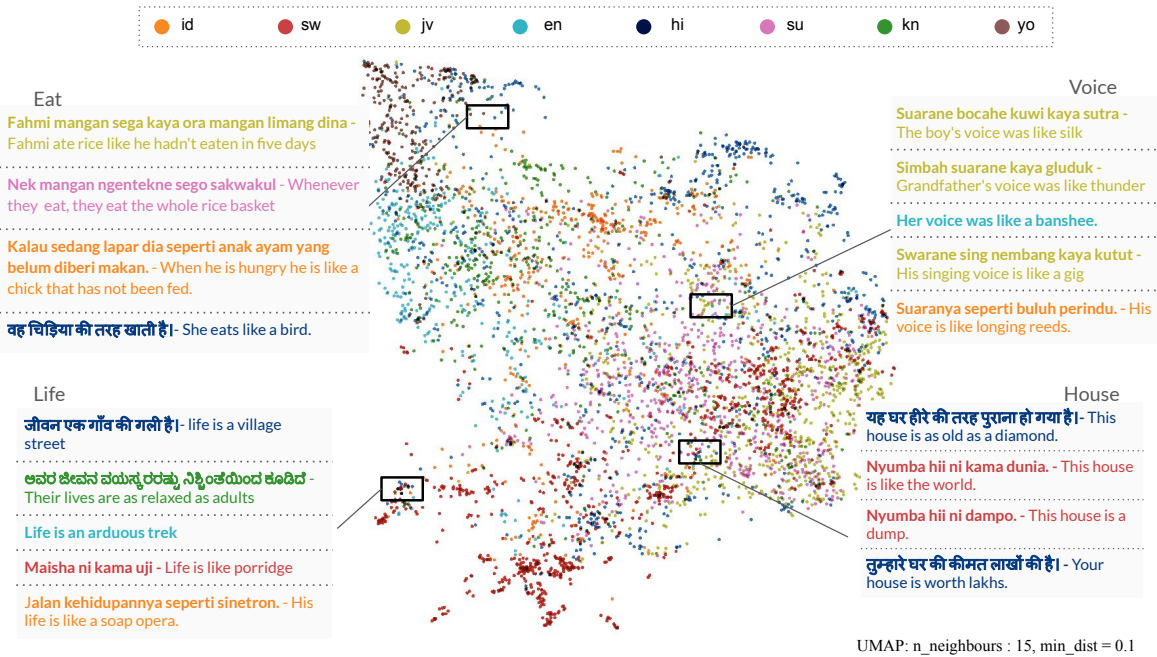 id sw jv en hi su kn yo
Eat
Fahmi mangan sega kaya ora mangan limang dina -
Fahmi ate rice like he hadn't eaten in five days
Nek mangan ngentekne sego sakwakul - Whenever
they eat, they eat the whole rice basket
Kalau sedang lapar dia seperti anak ayam yang
belum diberi makan. - When he is hungry he is like a
chick that has not been fed.
वह चिड़िया की तरह खाती है।- She eats like a bird.
Voice
Suarane bocahe kuwi kaya sutra -
The boy's voice was like silk
Simbah suarane kaya gluduk -
Grandfather's voice was like thunder
Her voice was like a banshee.
Swarane sing nembang kaya kutut -
His singing voice is like a gig
Suaranya seperti buluh perindu. - His
voice is like longing reeds.
Life
जीवन एक गाँव की गली है।- life is a village
street
ಅವರ ಜೀವನ ವಯಸ್ಕರರಷ್ಟು ನಿಶ್ಚಿಂತೆಯಿಂದ ಕೂಡಿದೆ -
Their lives are as relaxed as adults
Life is an arduous trek
Maisha ni kama uji - Life is like porridge
Jalan kehidupannya seperti sinetron. - His
life is like a soap opera.
House
यह घर हीरे की तरह पुराना हो गया है।- This
house is as old as a diamond.
Nyumba hii ni kama dunia. - This house
is like the world.
Nyumba hii ni dampo. - This house is a
dump.
तुम्हारे घर की कीमत लाखों की है। - Your
house is worth lakhs.
UMAP: n_neighbours : 15, min_dist = 0.1